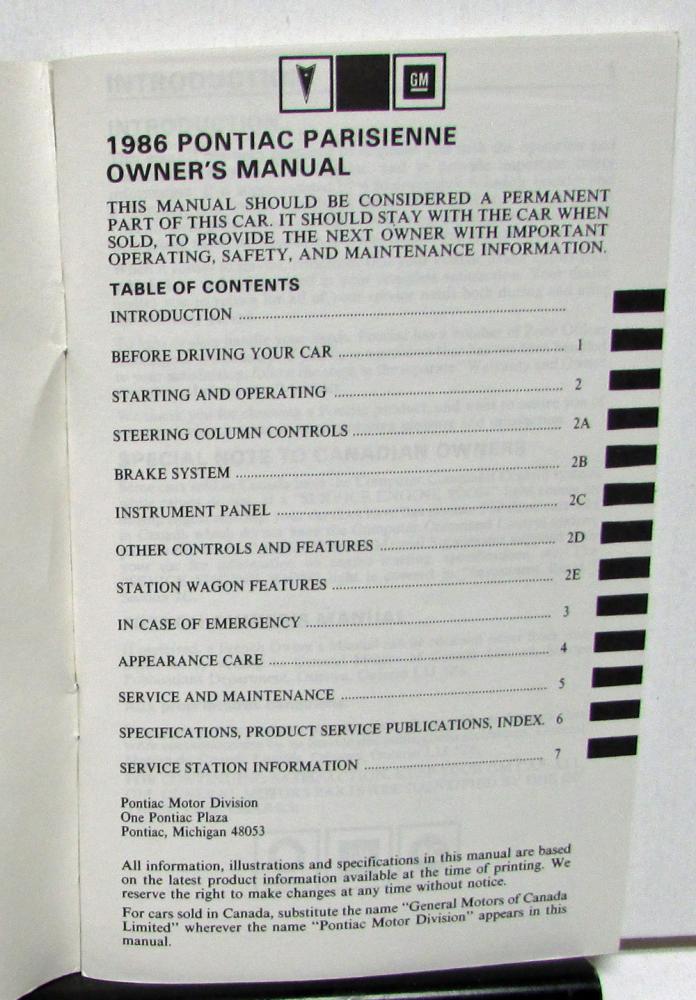 GM
1986 PONTIAC PARISIENNE
OWNER'S MANUAL
THIS MANUAL SHOULD BE CONSIDERED A PERMANENT
PART OF THIS CAR. IT SHOULD STAY WITH THE CAR WHEN
SOLD, TO PROVIDE THE NEXT OWNER WITH IMPORTANT
OPERATING, SAFETY, AND MAINTENANCE INFORMATION.
TABLE OF CONTENTS
INTRODUCTION
BEFORE DRIVING YOUR CAR 1
STARTING AND OPERATING 2
STEERING COLUMN CONTROLS 2A
BRAKE SYSTEM 2B
INSTRUMENT PANEL 2C
OTHER CONTROLS AND FEATURES 2D
STATION WAGON FEATURES 2E
IN CASE OF EMERGENCY 3
APPEARANCE CARE 4
SERVICE AND MAINTENANCE 5
SPECIFICATIONS, PRODUCT SERVICE PUBLICATIONS, INDEX. 6
SERVICE STATION INFORMATION 7
Pontiac Motor Division
One Pontiac Plaza
Pontiac, Michigan 48053
All information, illustrations and specifications in this manual are based
on the latest product information available at the time of printing. We
reserve the right to make changes at any time without notice.
For cars sold in Canada, substitute the name "General Motors of Canada
Limited" wherever the name "Pontiac Motor Division" appears in this
manual.